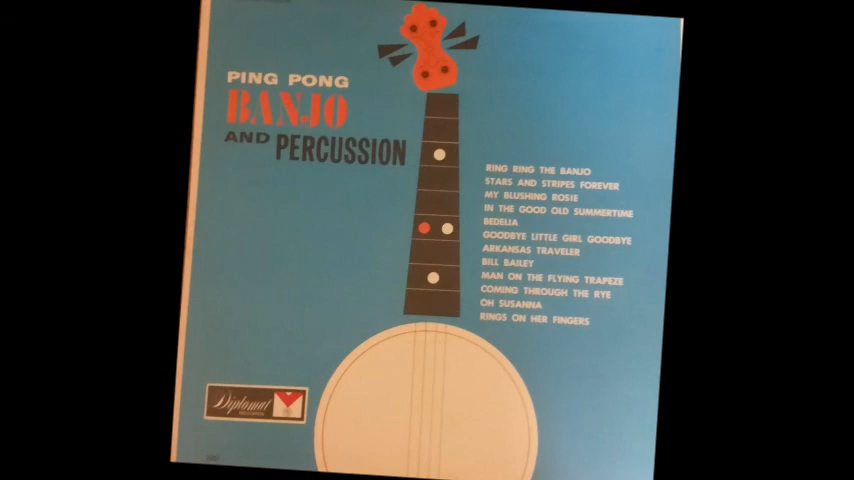 PING PONG
BANJO
AND PERCUSSION
RING RING THE BANJO
STARS AND STRIPES FOREVER
MY BLUSHING ROSIE
IN THE GOOD OLD SUMMERTIME
BEDELIA
GOODBYE LITTLE GIRL GOODBYE
ARKANSAS TRAVELER
BILL BAILEY
MAN ON THE FLYING TRAPEZE
COMING THROUGH THE RYE
OH SUSANNA
RINGS ON HER FINGERS
Diplomat